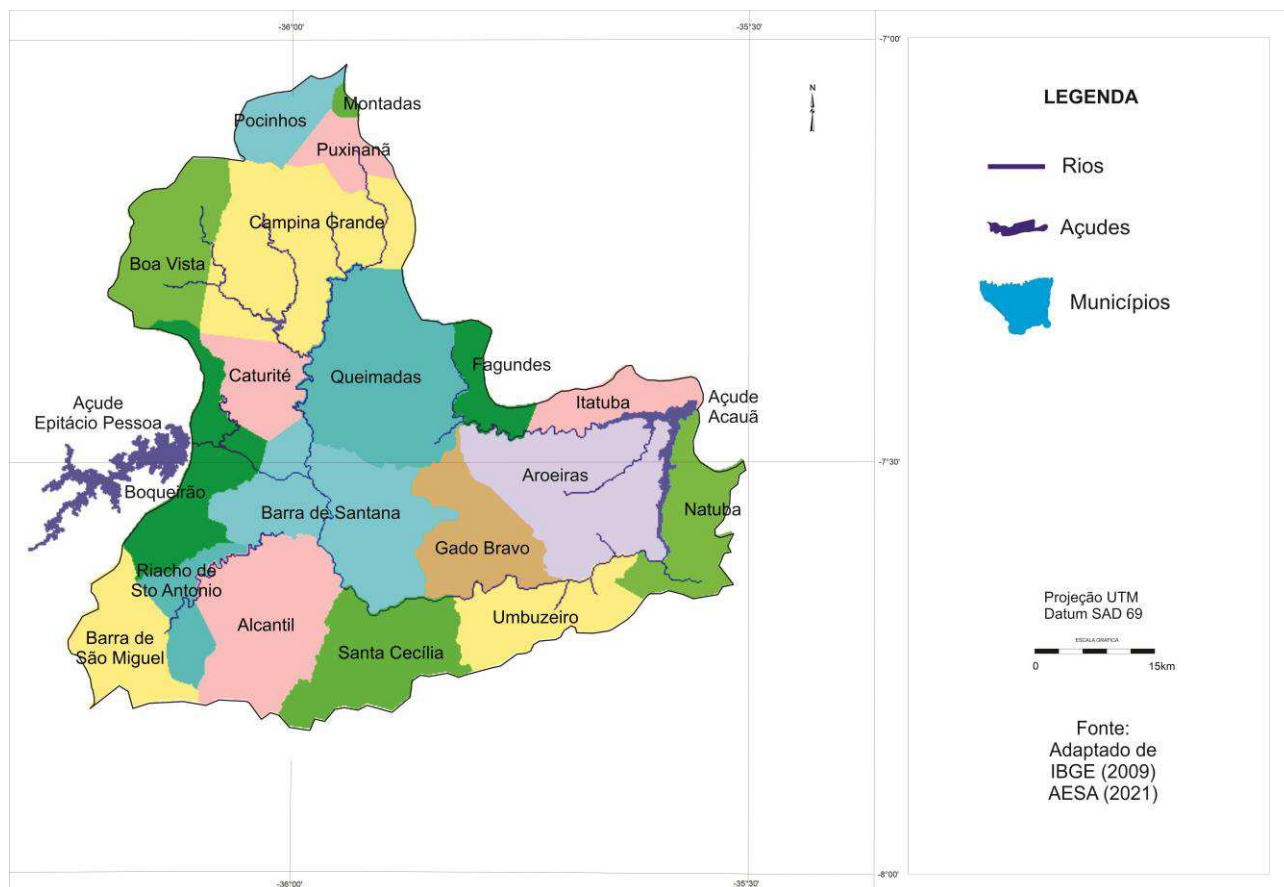 -36°00'
-35°30'
-7°00'
N
Montadas
Pocinhos
Puxinanã
Campina Grande
Boa Vista
Fagundes
Caturité
Queimadas
Itatuba
Açude
Acauã
Açude
Epitácio Pessoa
-7°30'
Aroeiras
Boqueirão
Natuba
Barra de Santana
Gado Bravo
Riacho de
Sto Antonio
Umbuzeiro
Alcantil
Barra de
São Miguel
Santa Cecília
-36°00'
-35°30'
-8°00'
LEGENDA
Rios
Açudes
Municípios
Projeção UTM
Datum SAD 69
ESCALA GRAFICA
0
15km
Fonte:
Adaptado de
IBGE (2009)
AESA (2021)